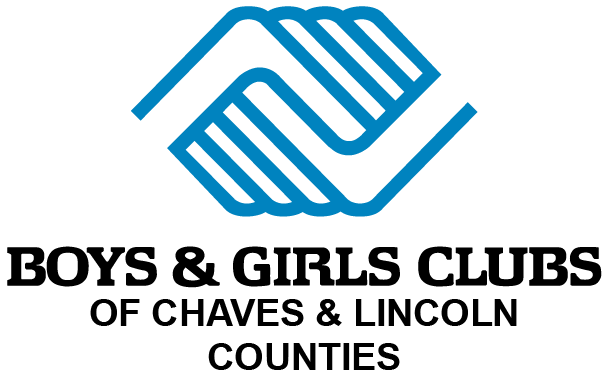 BOYS & GIRLS CLUBS
OF CHAVES & LINCOLN
COUNTIES